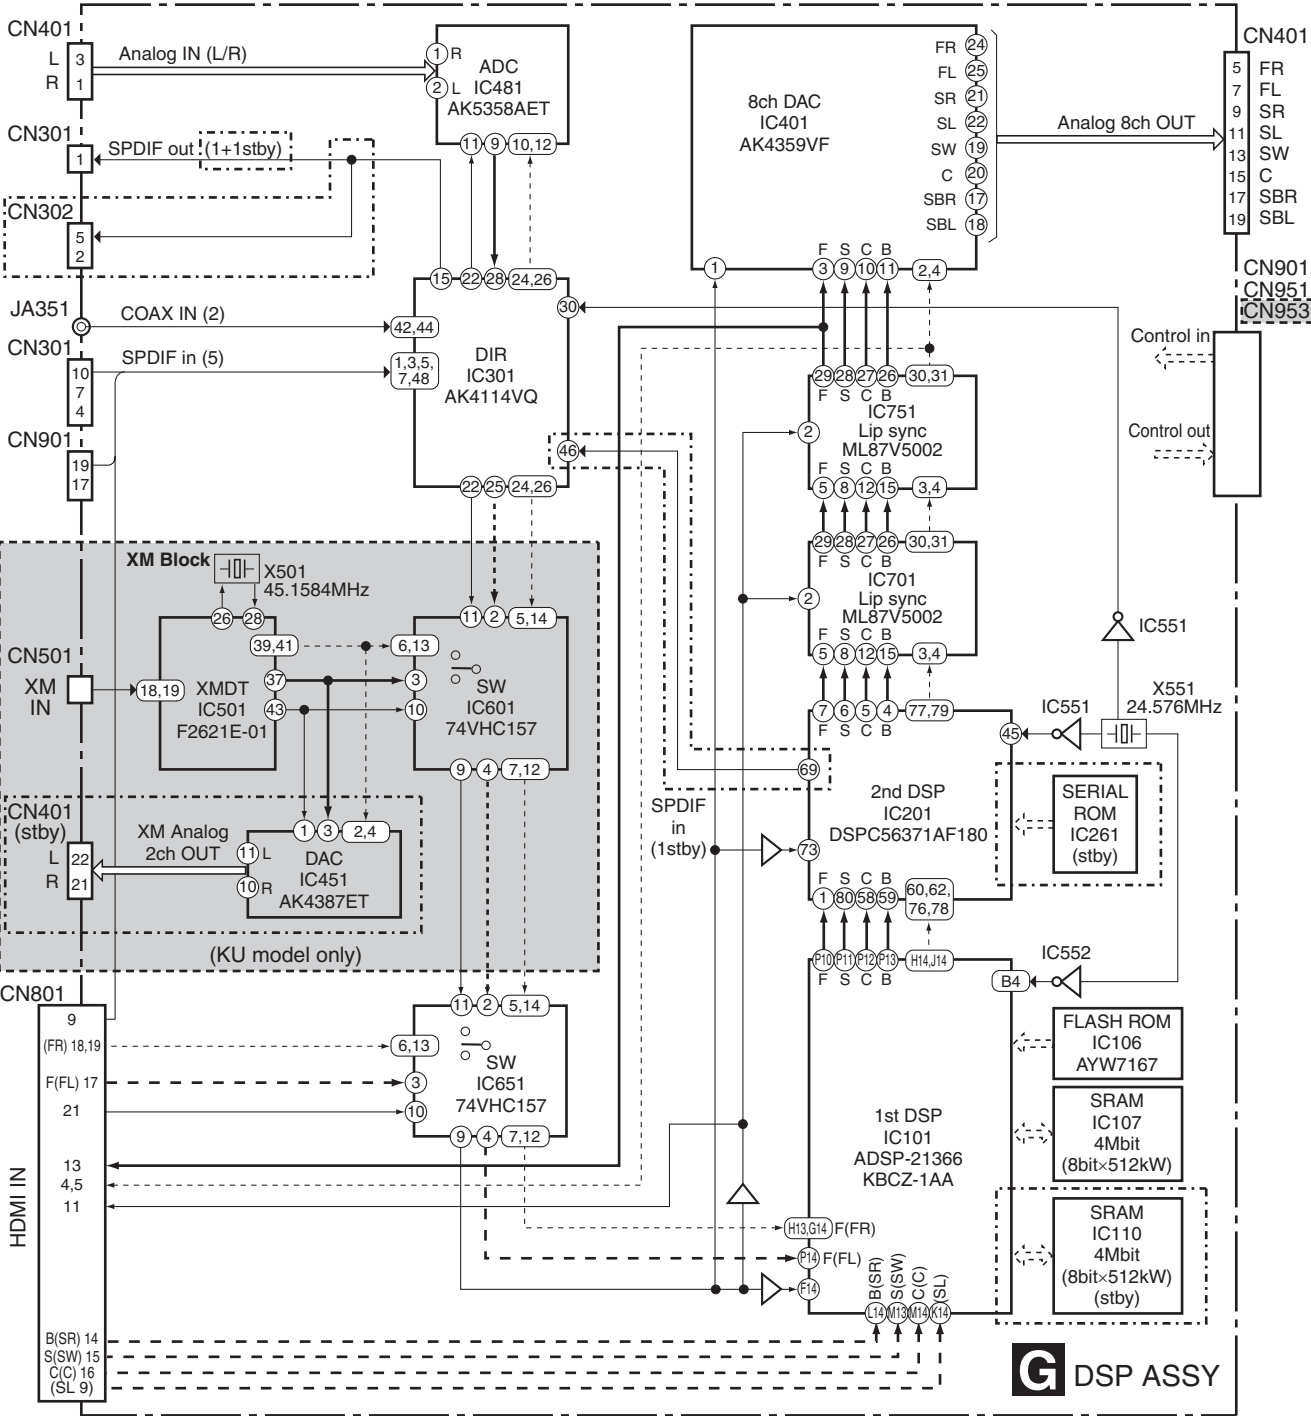 CN401
L 3
R 1
Analog IN (L/R)
1 R
2 L
ADC
IC481
AK5358AET
11 9 10,12
CN301
1
SPDIF out (1+1stby)
CN302
5
2
JA351
COAX IN (2)
CN301
10
7
4
SPDIF in (5)
CN901
19
17
15 22 28 24,26
30
42,44
1,3,5,
7,48
DIR
IC301
AK4114VQ
46
22 25 24,26
8ch DAC
IC401
AK4359VF
FR 24
FL 25
SR 21
SL 22
SW 19
C 20
SBR 17
SBL 18
Analog 8ch OUT
CN401
5 FR
7 FL
9 SR
11 SL
13 SW
15 C
17 SBR
19 SBL
F S C B
1 3 9 10 11 2,4
CN901
CN951
CN953
Control in
Control out
29 28 27 26 30,31
F S C B
2
IC751
Lip sync
ML87V5002
F S C B
5 8 12 15 3,4
29 28 27 26 30,31
F S C B
2
IC701
Lip sync
ML87V5002
F S C B
5 8 12 15 3,4
IC551
XM Block
X501
45.1584MHz
26 28
39,41
37
43
CN501
XM
IN
18,19
XMDT
IC501
F2621E-01
11 2 5,14
6,13
3
10
SW
IC601
74VHC157
9 4 7,12
CN401
(stby)
L 22
R 21
XM Analog
2ch OUT
1 3 2,4
11 L
10 R
DAC
IC451
AK4387ET
(KU model only)
7 6 5 4 77,79
F S C B
45
IC551
X551
24.576MHz
69
2nd DSP
IC201
DSPC56371AF180
SPDIF
in
(1stby)
73
SERIAL
ROM
IC261
(stby)
F S C B
1 80 58 59 60,62,
76,78
P10 P11 P12 P13 H14,J14
F S C B
B4
IC552
FLASH ROM
IC106
AYW7167
SRAM
IC107
4Mbit
(8bit×512kW)
SRAM
IC110
4Mbit
(8bit×512kW)
(stby)
1st DSP
IC101
ADSP-21366
KBCZ-1AA
H13,G14 F(FR)
P14 F(FL)
F14
B(SR)
S(SW)
C(C)
(SL)
L14 M13 M14 K14
CN801
HDMI IN
9
(FR) 18,19
F(FL) 17
21
13
4,5
11
B(SR) 14
S(SW) 15
C(C) 16
(SL 9)
11 2 5,14
6,13
3
10
SW
IC651
74VHC157
9 4 7,12
G DSP ASSY